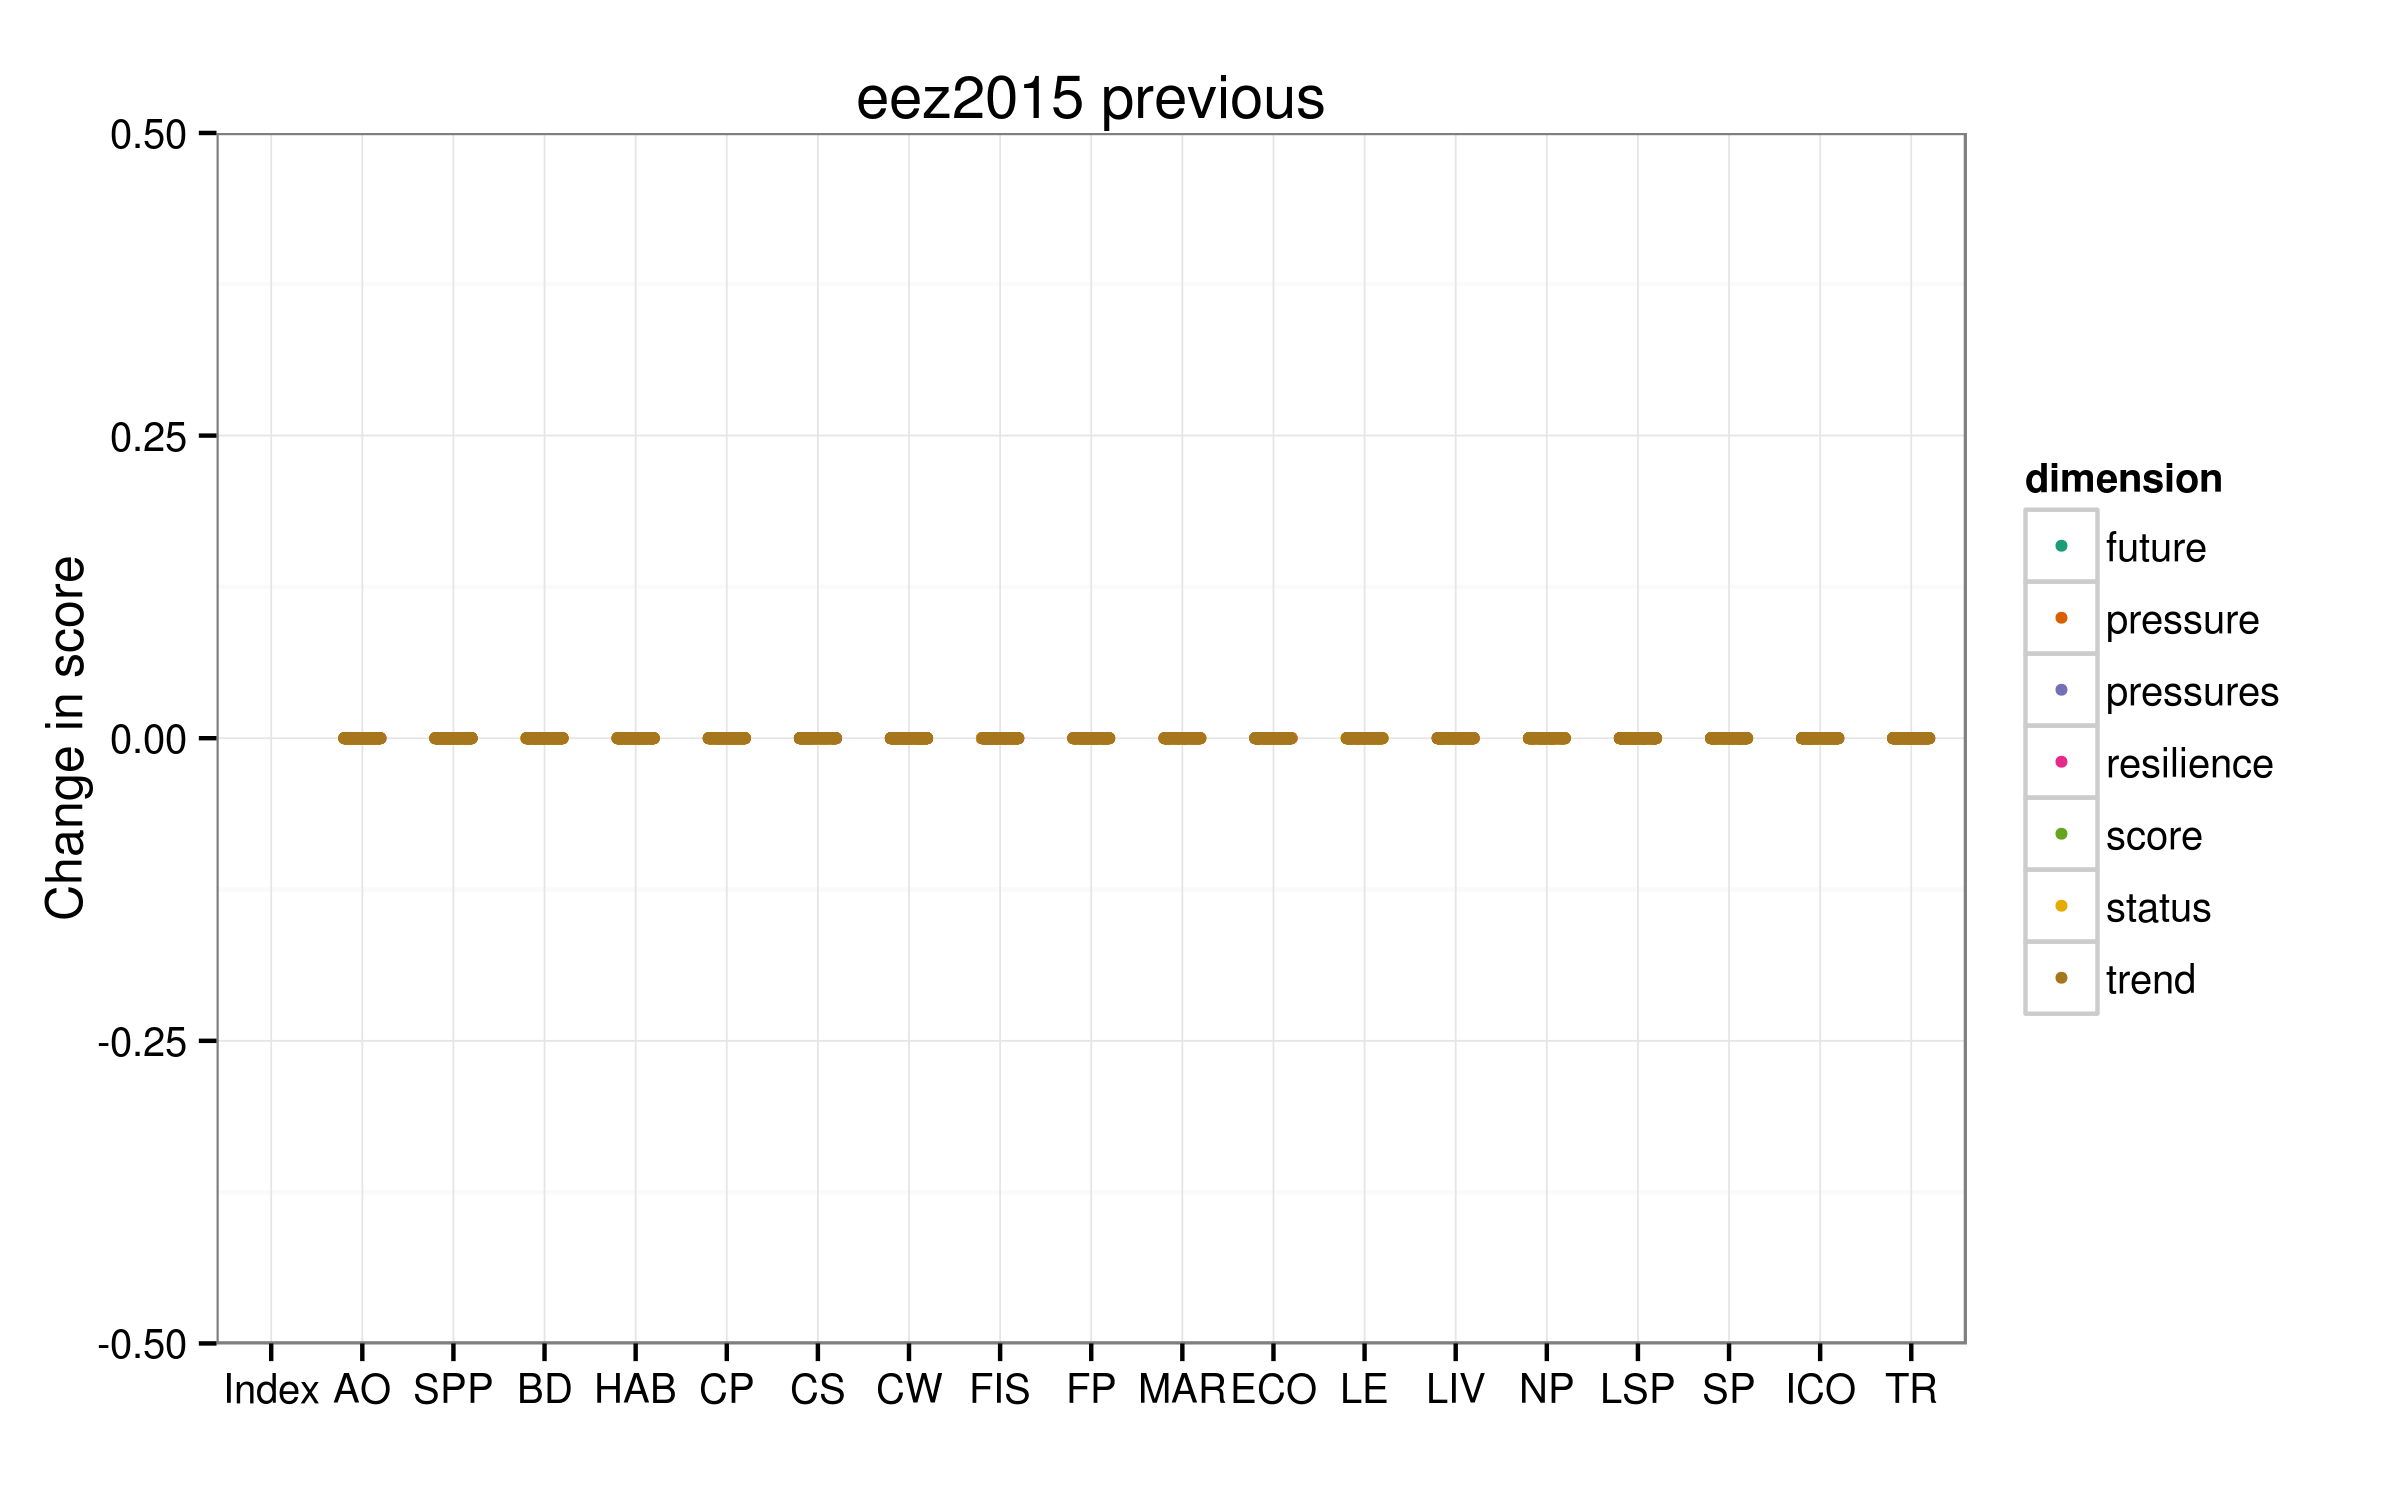 eez2015 previous
0.50
0.25
0.00
-0.25
-0.50
Change in score
Index AO SPP BD HAB CP CS CW FIS FP MAR ECO LE LIV NP LSP SP ICO TR
dimension
future
pressure
pressures
resilience
score
status
trend